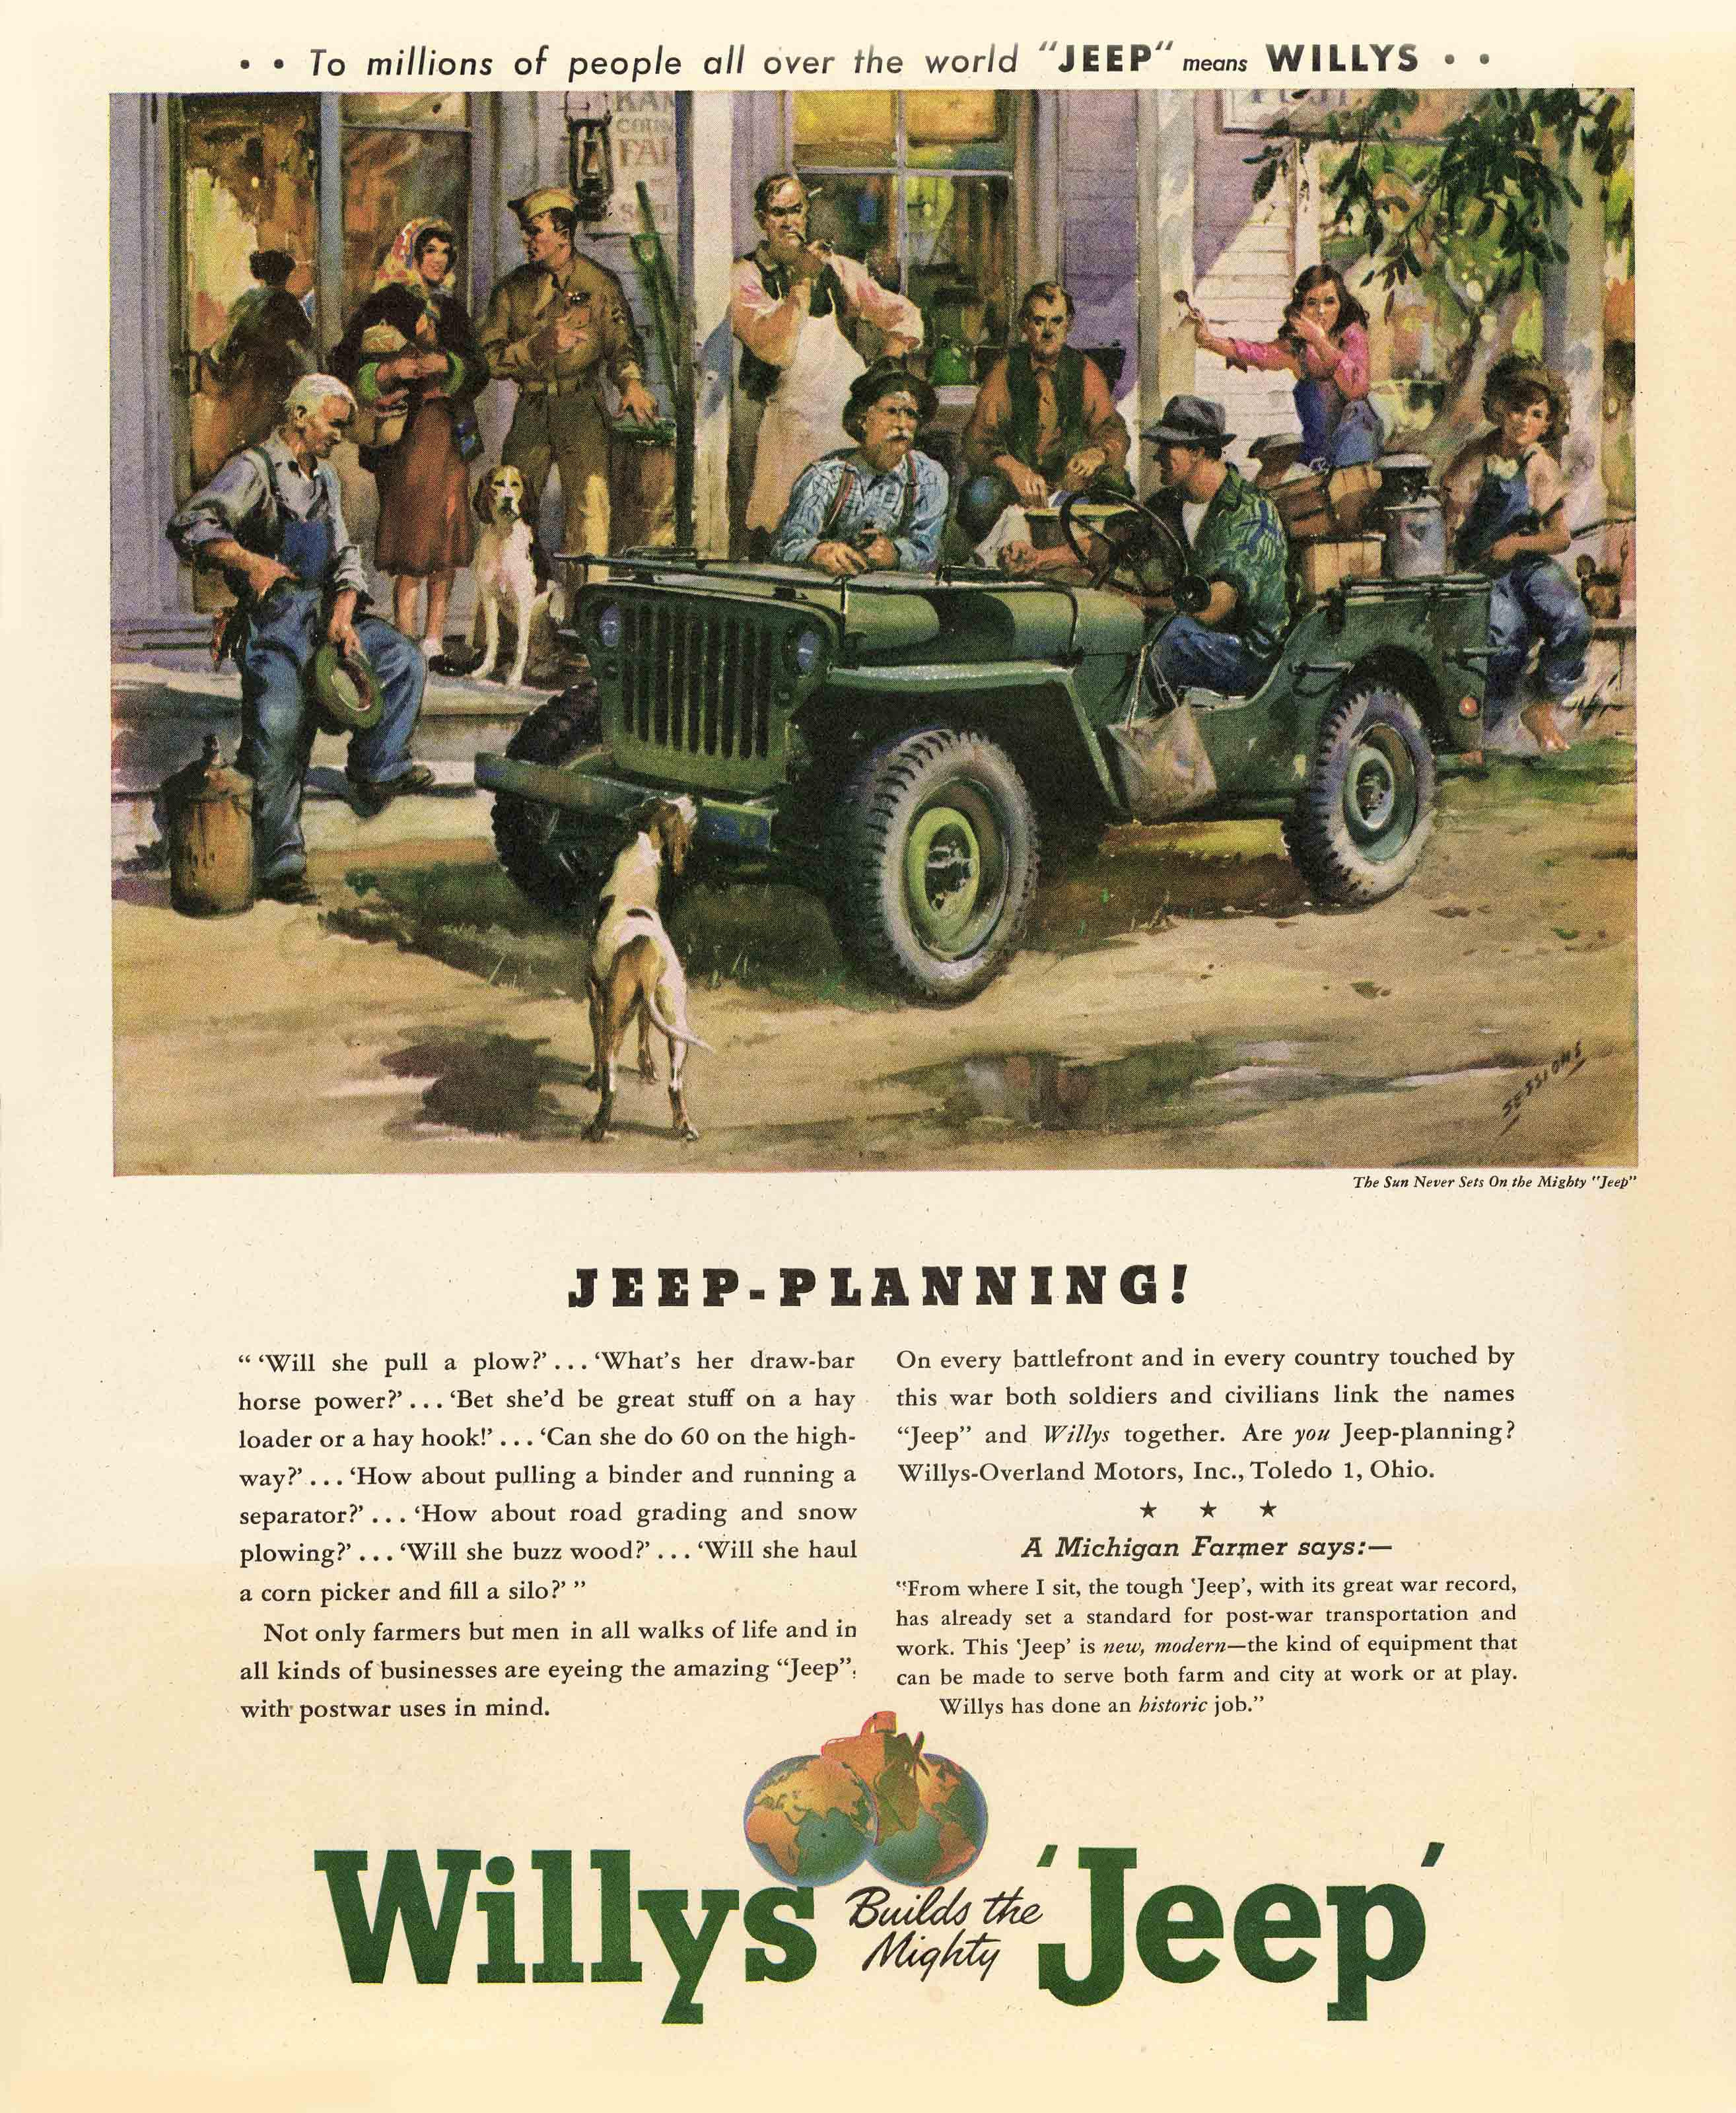 • • To millions of people all over the world "JEEP" means WILLYS • •
FAI
SESSIONS
The Sun Never Sets On the Mighty "Jeep"
JEEP-PLANNING!
“ ‘Will she pull a plow?’ ... ‘What’s her draw-bar
horse power?’ ... ‘Bet she’d be great stuff on a hay
loader or a hay hook!’ ... ‘Can she do 60 on the high-
way?’ ... ‘How about pulling a binder and running a
separator?’ ... ‘How about road grading and snow
plowing?’ ... ‘Will she buzz wood?’ ... ‘Will she haul
a corn picker and fill a silo?’ ”
Not only farmers but men in all walks of life and in
all kinds of businesses are eyeing the amazing “Jeep”,
with postwar uses in mind.
On every battlefront and in every country touched by
this war both soldiers and civilians link the names
“Jeep” and Willys together. Are you Jeep-planning?
Willys-Overland Motors, Inc., Toledo 1, Ohio.
★ ★ ★
A Michigan Farmer says:—
“From where I sit, the tough ‘Jeep’, with its great war record,
has already set a standard for post-war transportation and
work. This ‘Jeep’ is new, modern—the kind of equipment that
can be made to serve both farm and city at work or at play.
Willys has done an historic job.”
Willys Builds the Mighty ‘Jeep’